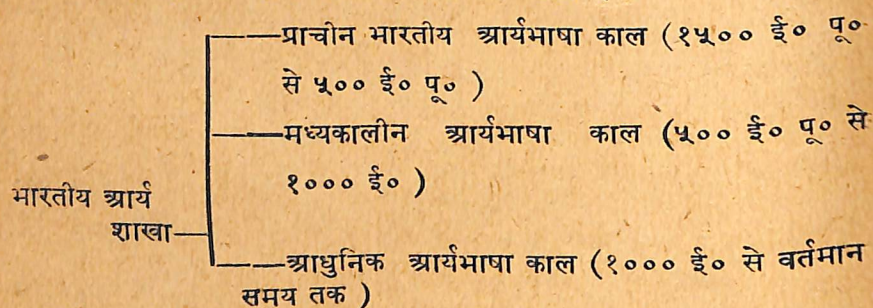 प्राचीन भारतीय आर्यभाषा काल (१५०० ई० पू०
से ५०० ई० पू० )
मध्यकालीन आर्यभाषा काल (५०० ई० पू० से
१००० ई० )
भारतीय आर्य
शाखा
आधुनिक आर्यभाषा काल (१००० ई० से वर्तमान
समय तक )